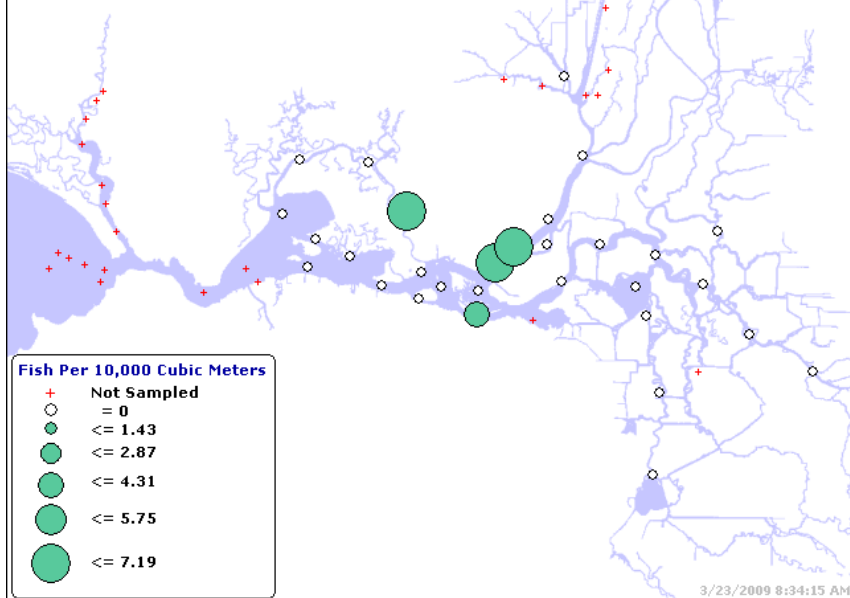 Fish Per 10,000 Cubic Meters
Not Sampled
= 0
<= 1.43
<= 2.87
<= 4.31
<= 5.75
<= 7.19
3/23/2009 8:34:15 AM